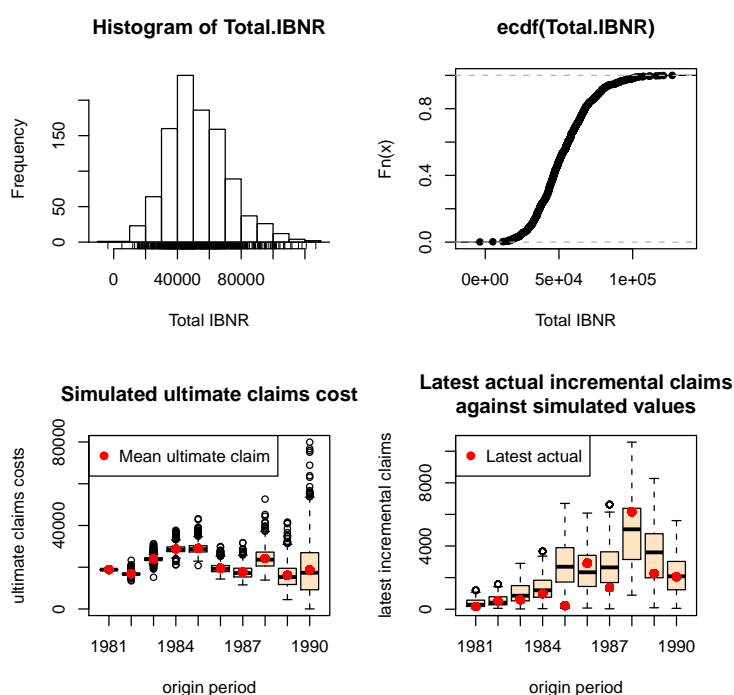 Histogram of Total.IBNR
Frequency
0 50 150
0 40000 80000
Total IBNR
ecdf(Total.IBNR)
Fn(x)
0.0 0.4 0.8
0e+00 5e+04 1e+05
Total IBNR
Simulated ultimate claims cost
ultimate claims costs
0 40000 80000
Mean ultimate claim
1981 1984 1987 1990
origin period
Latest actual incremental claims
against simulated values
latest incremental claims
0 4000 8000
Latest actual
1981 1984 1987 1990
origin period